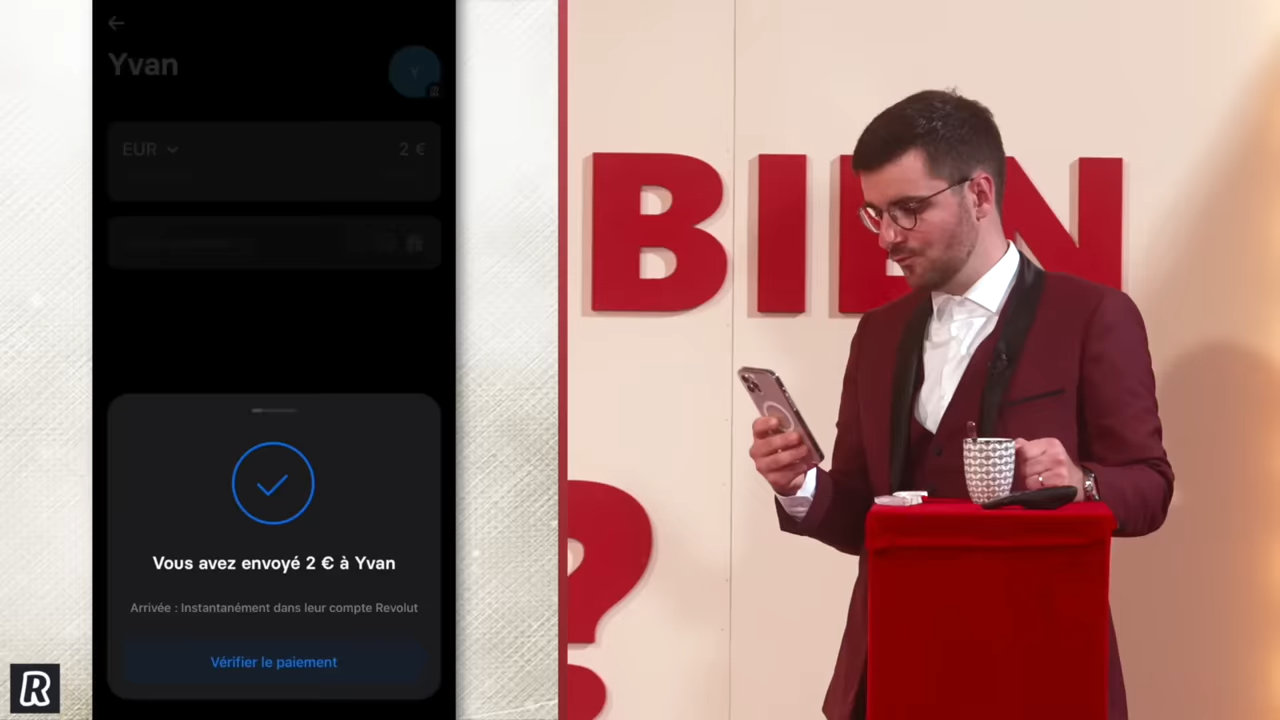 Yvan
Y
EUR
2 €
Vous avez envoyé 2 € à Yvan
Arrivée : Instantanément dans leur compte Revolut
Vérifier le paiement
R
BIEN
?